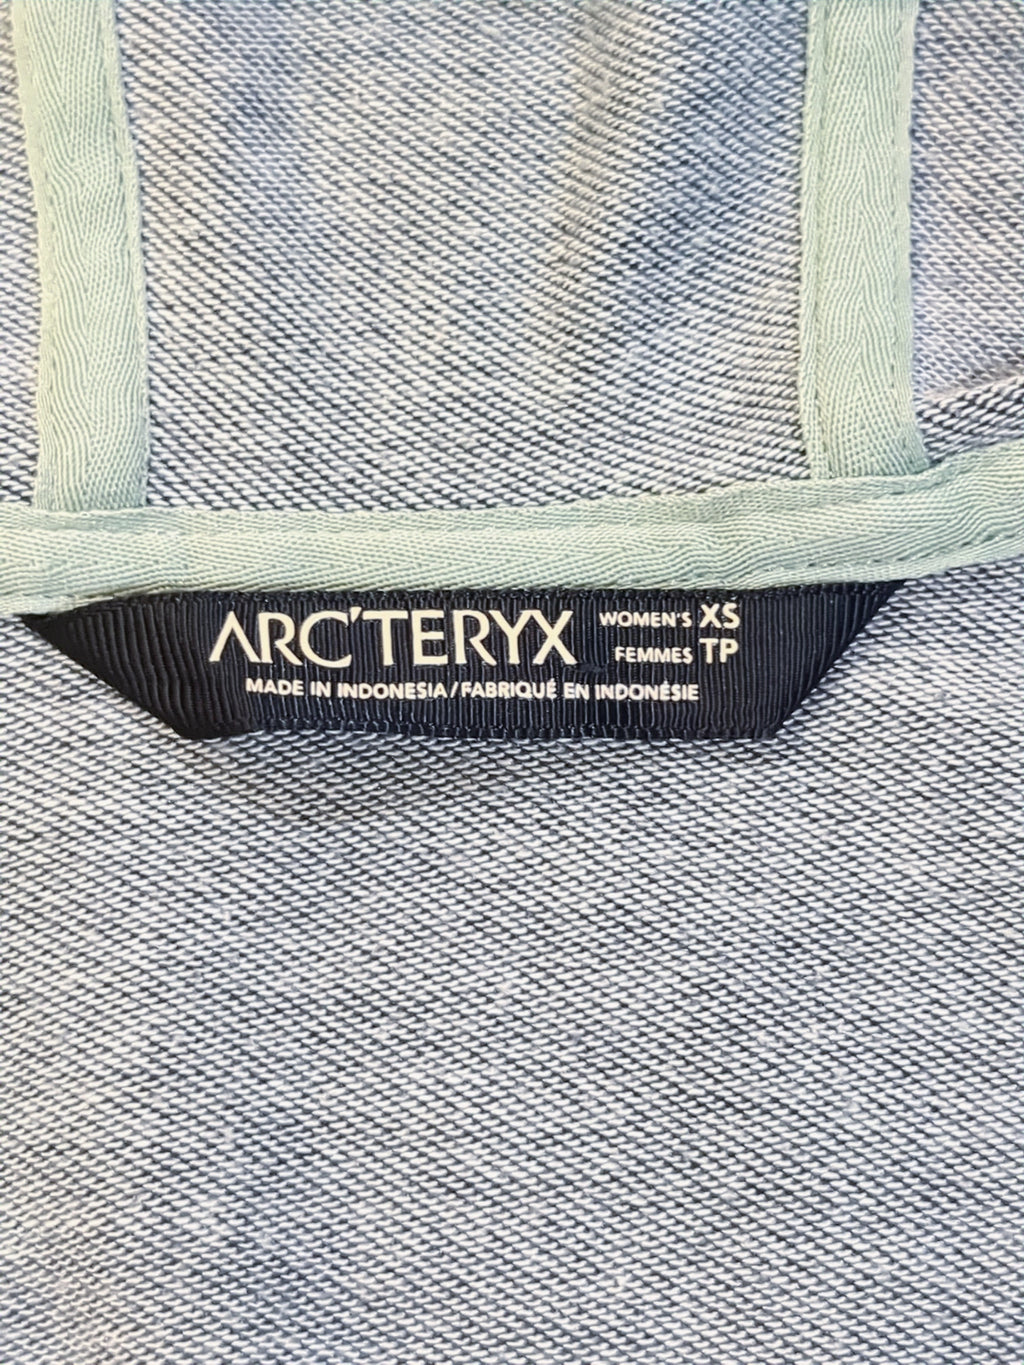 ARC'TERYX WOMEN'S XS
FEMMES TP
MADE IN INDONESIA / FABRIQUÉ EN INDONÉSIE